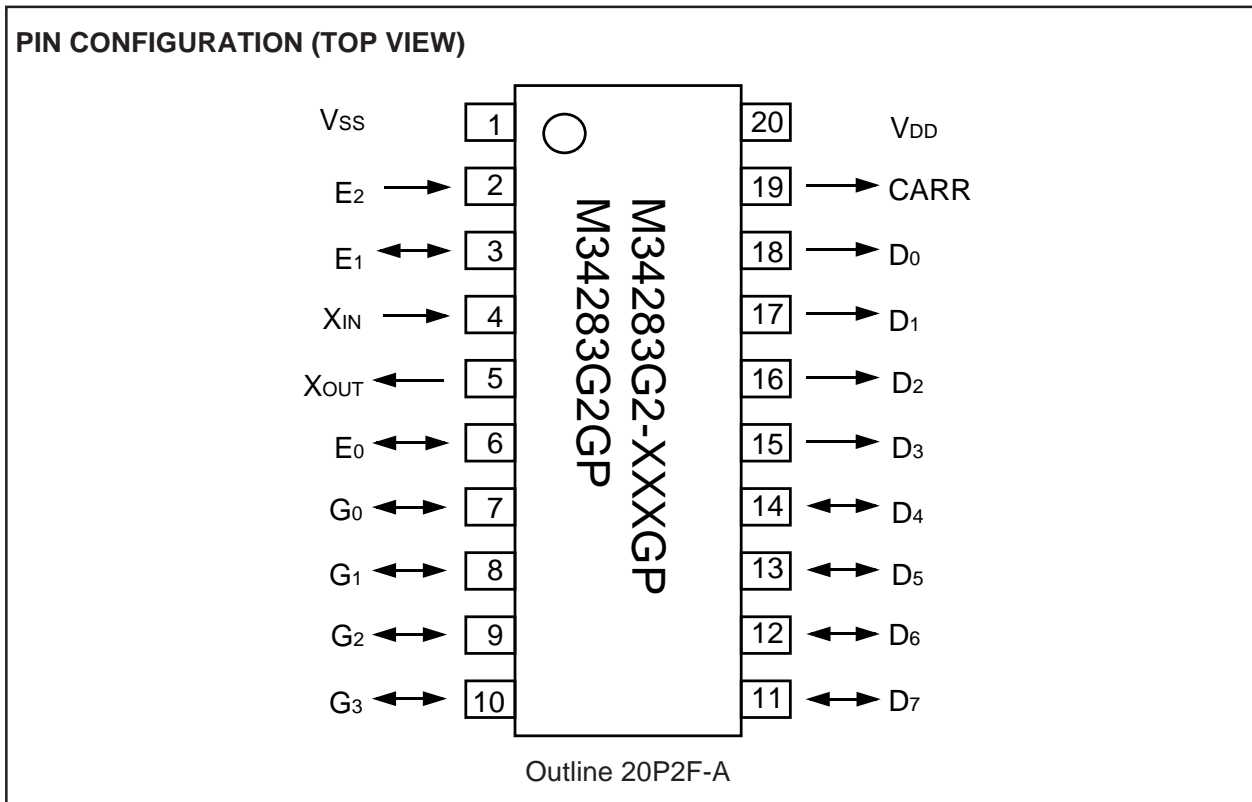 PIN CONFIGURATION (TOP VIEW)
VSS 1 20 VDD
E2 2 19 CARR
E1 3 18 D0
XIN 4 17 D1
XOUT 5 16 D2
E0 6 15 D3
G0 7 14 D4
G1 8 13 D5
G2 9 12 D6
G3 10 11 D7
M34283G2-XXXGP
M34283G2GP
Outline 20P2F-A